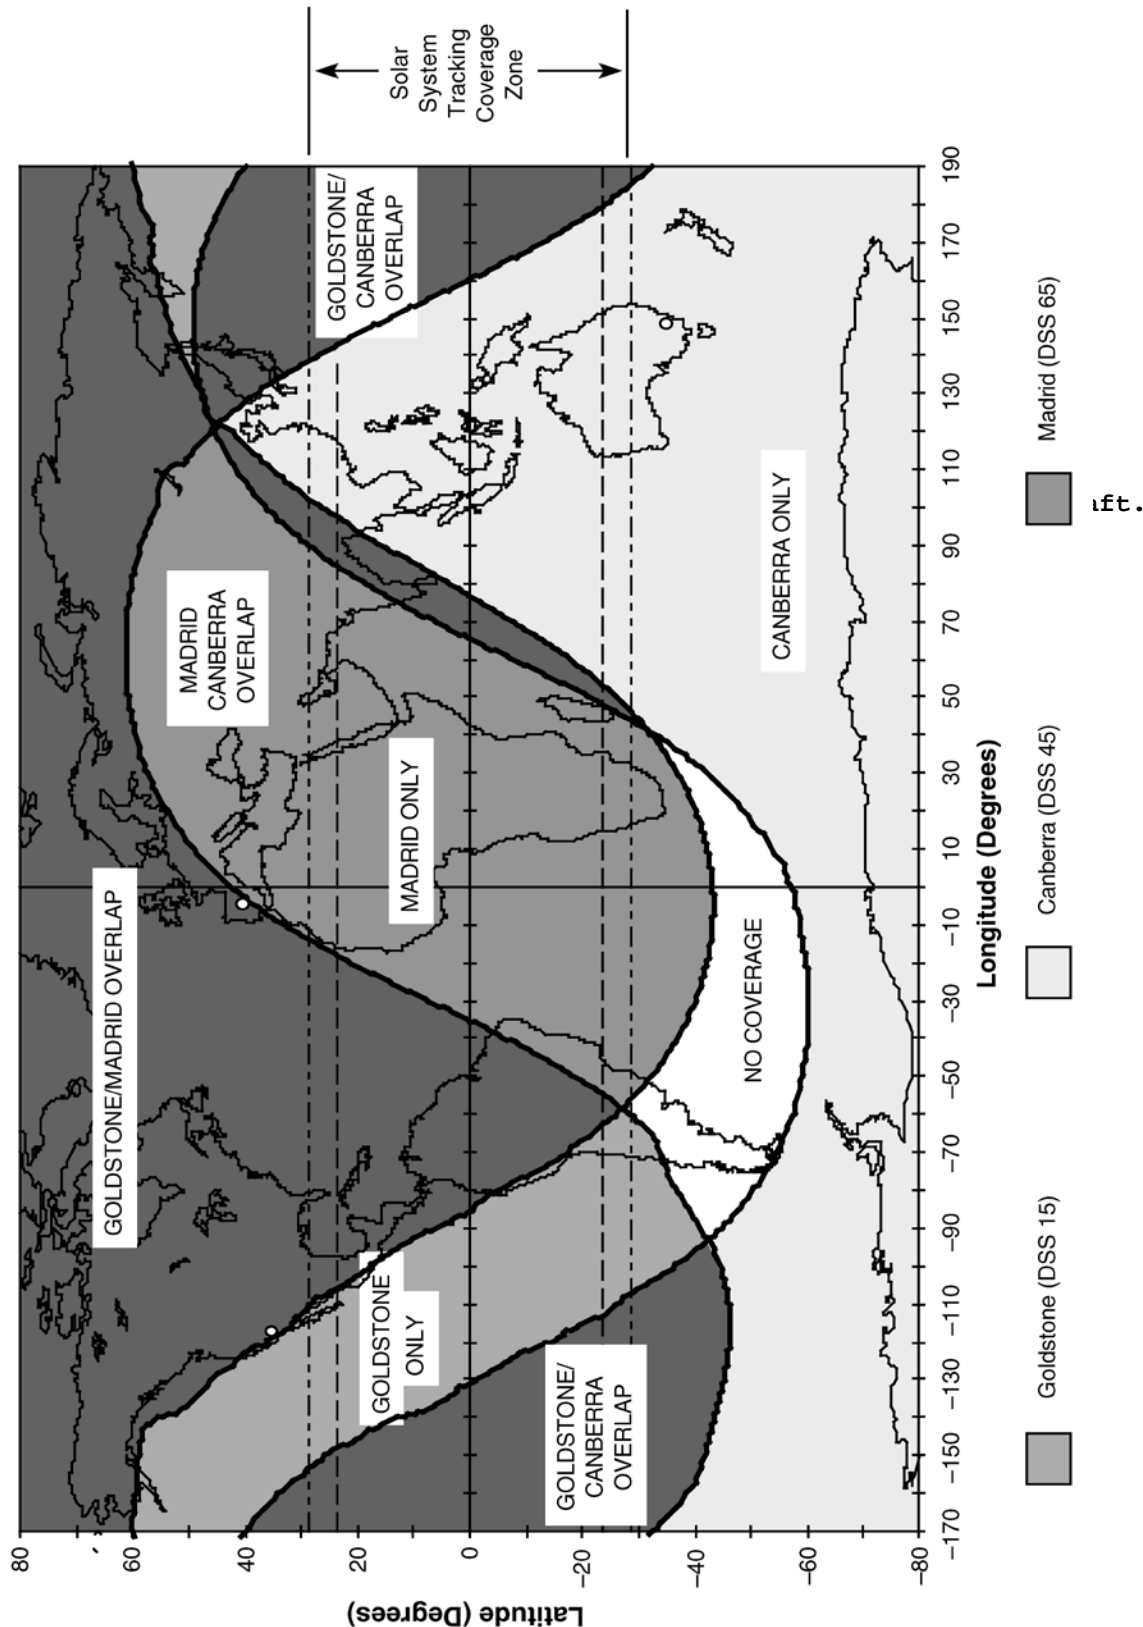 Solar
System
Tracking
Coverage
Zone
GOLDSTONE/MADRID OVERLAP
MADRID
CANBERRA
OVERLAP
GOLDSTONE/
CANBERRA
OVERLAP
GOLDSTONE
ONLY
MADRID ONLY
GOLDSTONE/
CANBERRA
OVERLAP
NO COVERAGE
CANBERRA ONLY
Latitude (Degrees)
80
60
40
20
0
–20
–40
–60
–80
–170
–150
–130
–110
–90
–70
–50
–30
–10
10
30
50
70
90
110
130
150
170
190
Longitude (Degrees)
Goldstone (DSS 15)
Canberra (DSS 45)
Madrid (DSS 65)